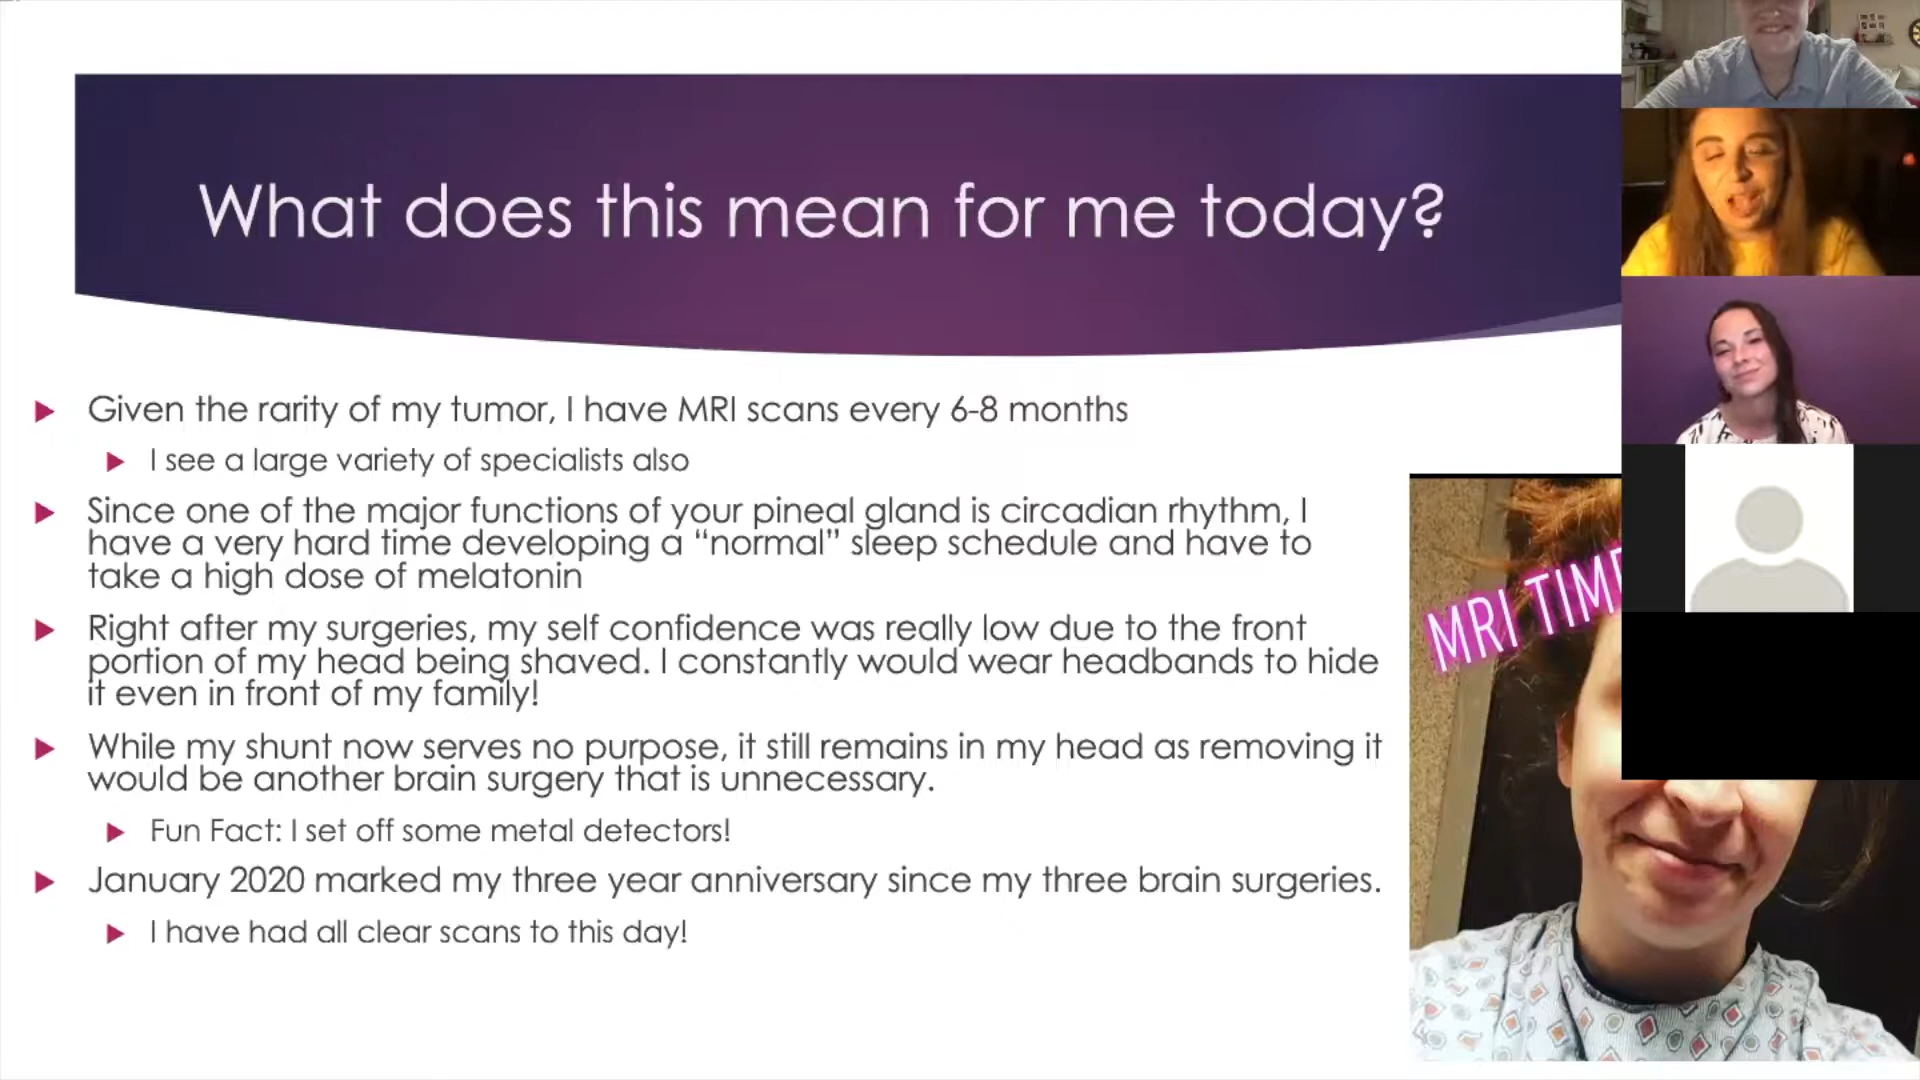 What does this mean for me today?
Given the rarity of my tumor, I have MRI scans every 6-8 months
I see a large variety of specialists also
Since one of the major functions of your pineal gland is circadian rhythm, I
have a very hard time developing a “normal” sleep schedule and have to
take a high dose of melatonin
Right after my surgeries, my self confidence was really low due to the front
portion of my head being shaved. I constantly would wear headbands to hide
it even in front of my family!
While my shunt now serves no purpose, it still remains in my head as removing it
would be another brain surgery that is unnecessary.
Fun Fact: I set off some metal detectors!
January 2020 marked my three year anniversary since my three brain surgeries.
I have had all clear scans to this day!
MRI TIME